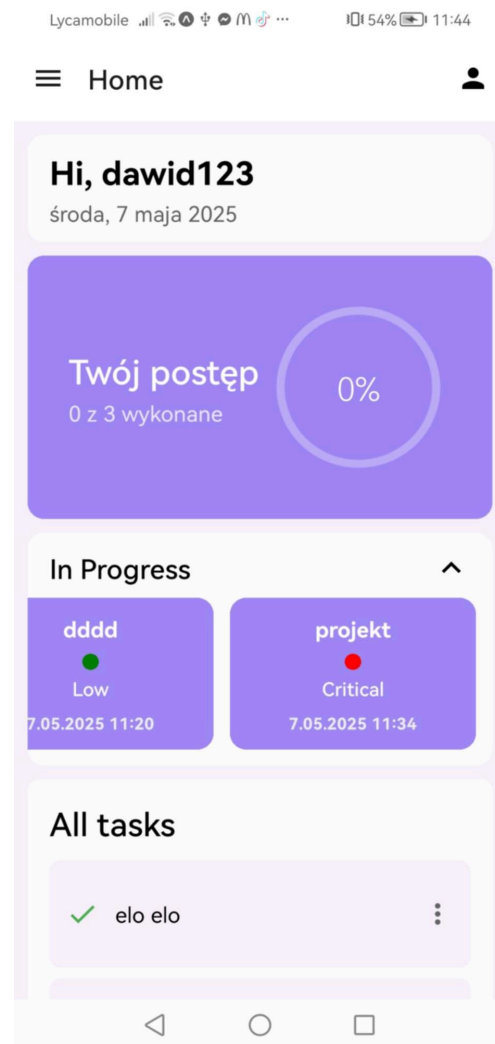 Lycamobile 54% 11:44
Home
Hi, dawid123
środa, 7 maja 2025
Twój postęp
0 z 3 wykonane
0%
In Progress
dddd
Low
7.05.2025 11:20
projekt
Critical
7.05.2025 11:34
All tasks
elo elo